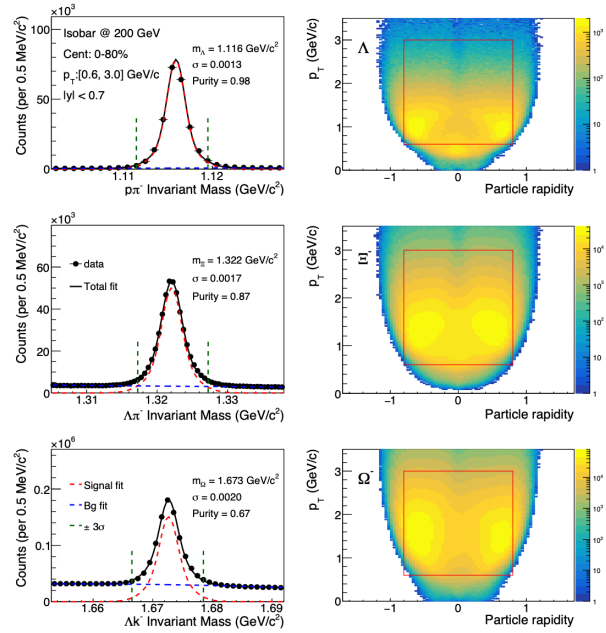 Counts (per 0.5 MeV/c²)
×10³
100
50
0
Isobar @ 200 GeV
Cent: 0-80%
p_T:[0.6, 3.0] GeV/c
|y| < 0.7
m_Λ = 1.116 GeV/c²
σ = 0.0013
Purity = 0.98
1.11 1.12
pπ⁻ Invariant Mass (GeV/c²)
p_T (GeV/c)
3
2
1
0
Λ
−1 0 1
Particle rapidity
10³
10²
10
1
Counts (per 0.5 MeV/c²)
×10³
80
60
40
20
0
data
Total fit
m_Ξ = 1.322 GeV/c²
σ = 0.0017
Purity = 0.87
1.31 1.32 1.33
Λπ⁻ Invariant Mass (GeV/c²)
p_T (GeV/c)
3
2
1
0
Ξ⁻
−1 0 1
Particle rapidity
10⁴
10³
10²
10
1
Counts (per 0.5 MeV/c²)
×10⁶
0.2
0.1
0
Signal fit
Bg fit
± 3σ
m_Ω = 1.673 GeV/c²
σ = 0.0020
Purity = 0.67
1.66 1.67 1.68 1.69
Λk⁻ Invariant Mass (GeV/c²)
p_T (GeV/c)
3
2
1
0
Ω⁻
−1 0 1
Particle rapidity
10⁴
10³
10²
10
1